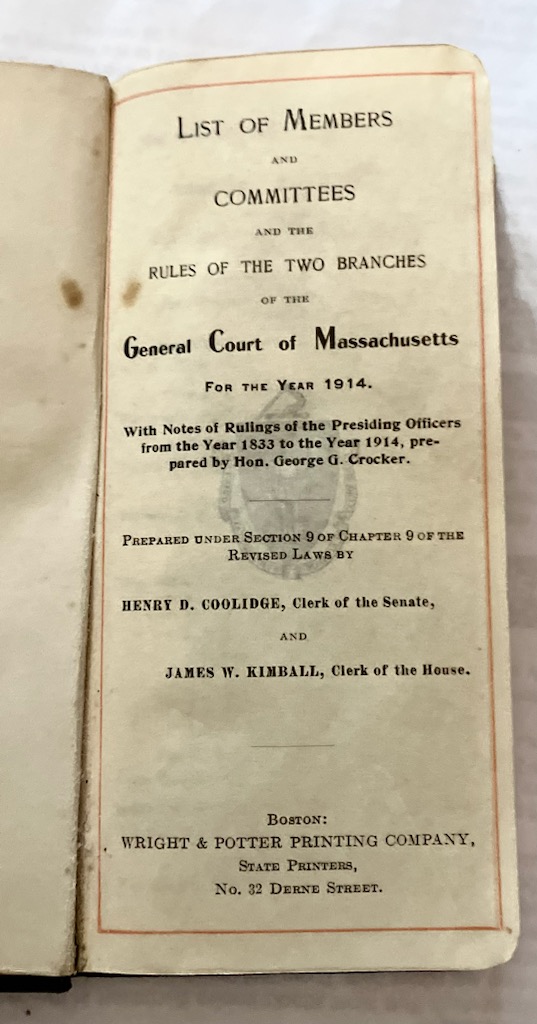 LIST OF MEMBERS
AND
COMMITTEES
AND THE
RULES OF THE TWO BRANCHES
OF THE
General Court of Massachusetts
FOR THE YEAR 1914.
With Notes of Rulings of the Presiding Officers
from the Year 1833 to the Year 1914, pre-
pared by Hon. George G. Crocker.
PREPARED UNDER SECTION 9 OF CHAPTER 9 OF THE
REVISED LAWS BY
HENRY D. COOLIDGE, Clerk of the Senate,
AND
JAMES W. KIMBALL, Clerk of the House.
BOSTON:
WRIGHT & POTTER PRINTING COMPANY,
STATE PRINTERS,
No. 32 DERNE STREET.